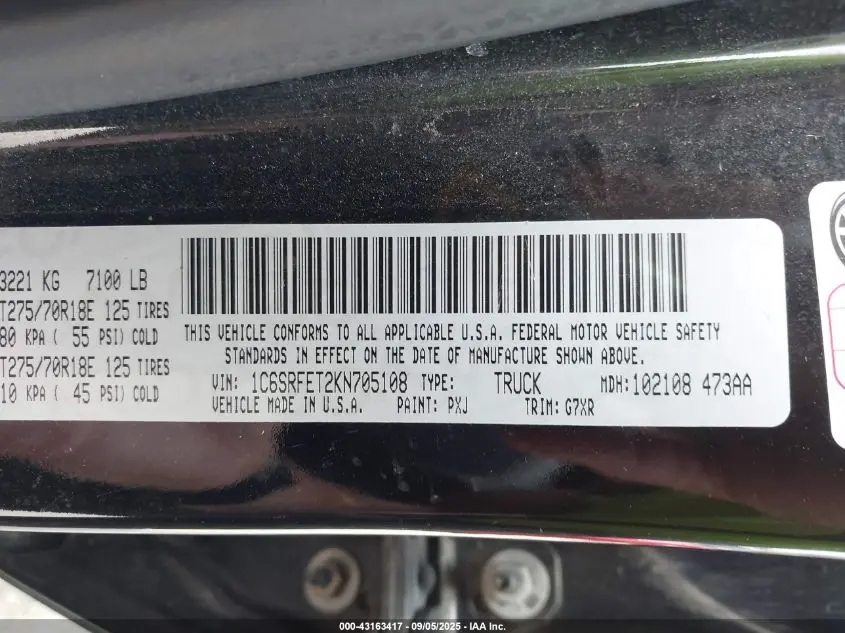 3221 KG 7100 LB
T275/70R18E 125 TIRES
80 KPA ( 55 PSI) COLD
T275/70R18E 125 TIRES
10 KPA ( 45 PSI) COLD
THIS VEHICLE CONFORMS TO ALL APPLICABLE U.S.A. FEDERAL MOTOR VEHICLE SAFETY
STANDARDS IN EFFECT ON THE DATE OF MANUFACTURE SHOWN ABOVE.
VIN: 1C6SRFET2KN705108 TYPE: TRUCK MDH: 102108 473AA
VEHICLE MADE IN U.S.A. PAINT: PXJ TRIM: G7XR
000-43163417 - 09/05/2025 - IAA Inc.